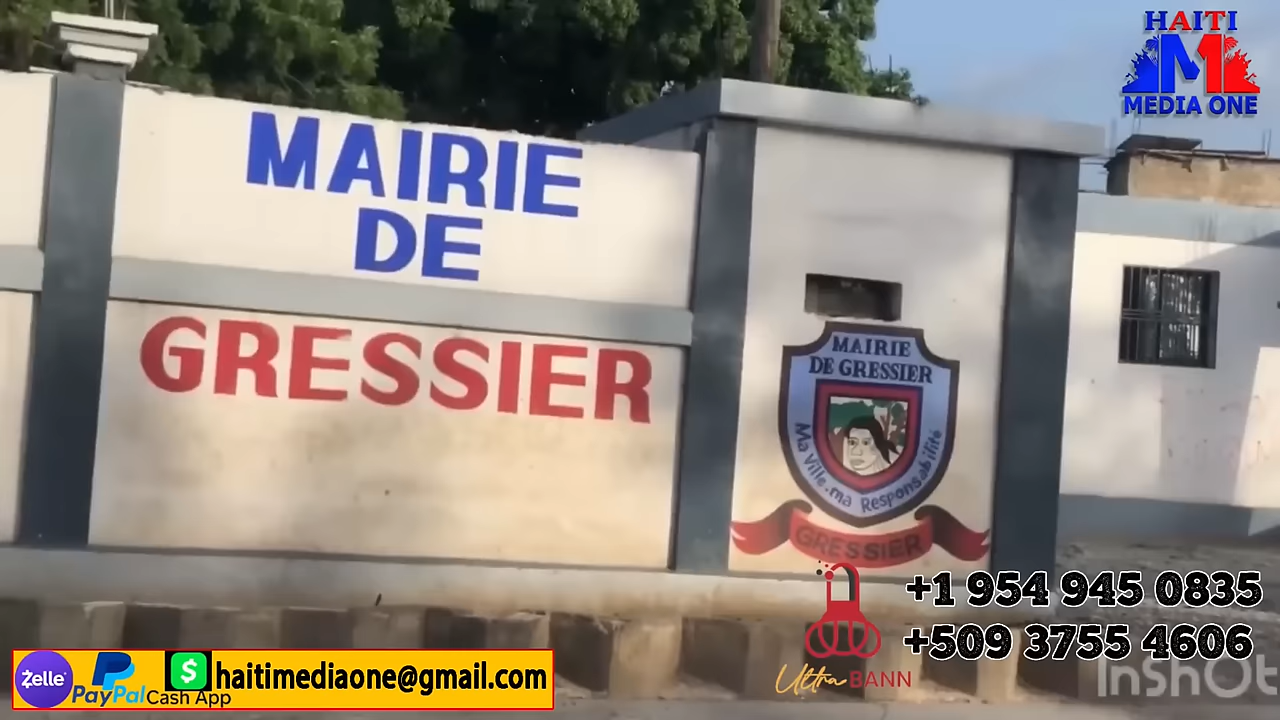 HAITI
M
MEDIA ONE
MAIRIE
DE
GRESSIER
MAIRIE
DE GRESSIER
Ma Ville-ma Responsabilité
GRESSIER
+1 954 945 0835
+509 3755 4606
Zelle
PayPal
Cash App
haitimediaone@gmail.com
Ultra BANN
InShOt